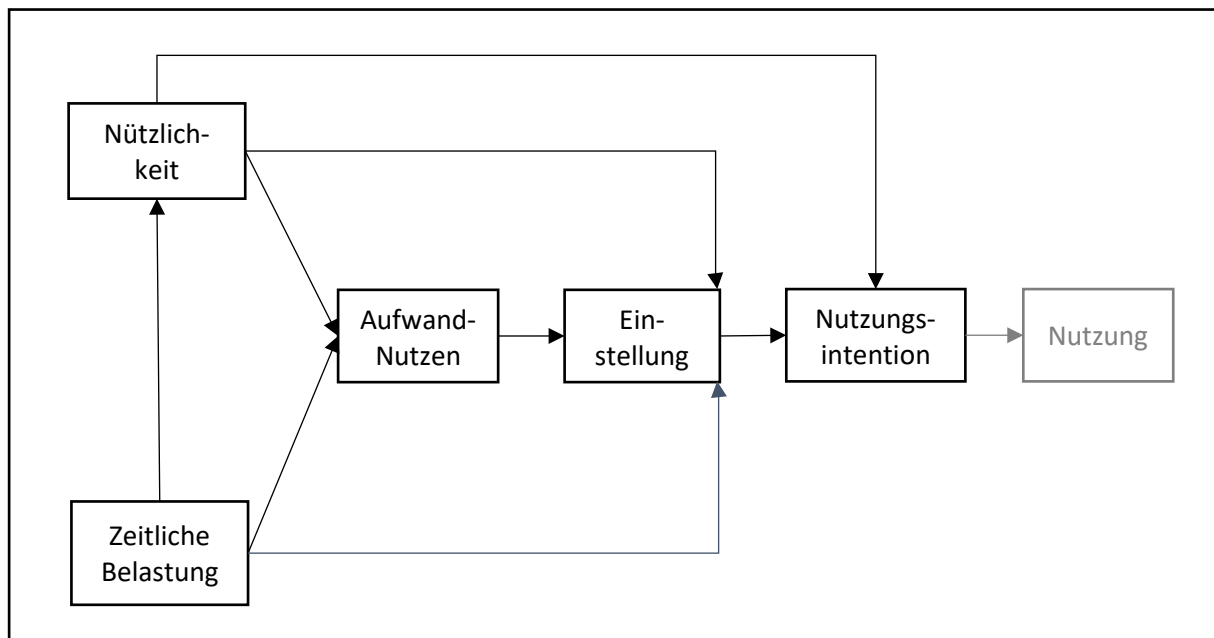 Nützlich-
keit
Aufwand-
Nutzen
Ein-
stellung
Nutzungs-
intention
Nutzung
Zeitliche
Belastung